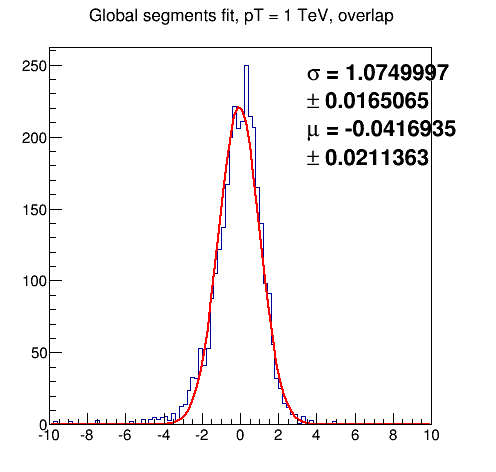 Global segments fit, pT = 1 TeV, overlap
σ = 1.0749997
± 0.0165065
μ = -0.0416935
± 0.0211363
250
200
150
100
50
0
-10 -8 -6 -4 -2 0 2 4 6 8 10